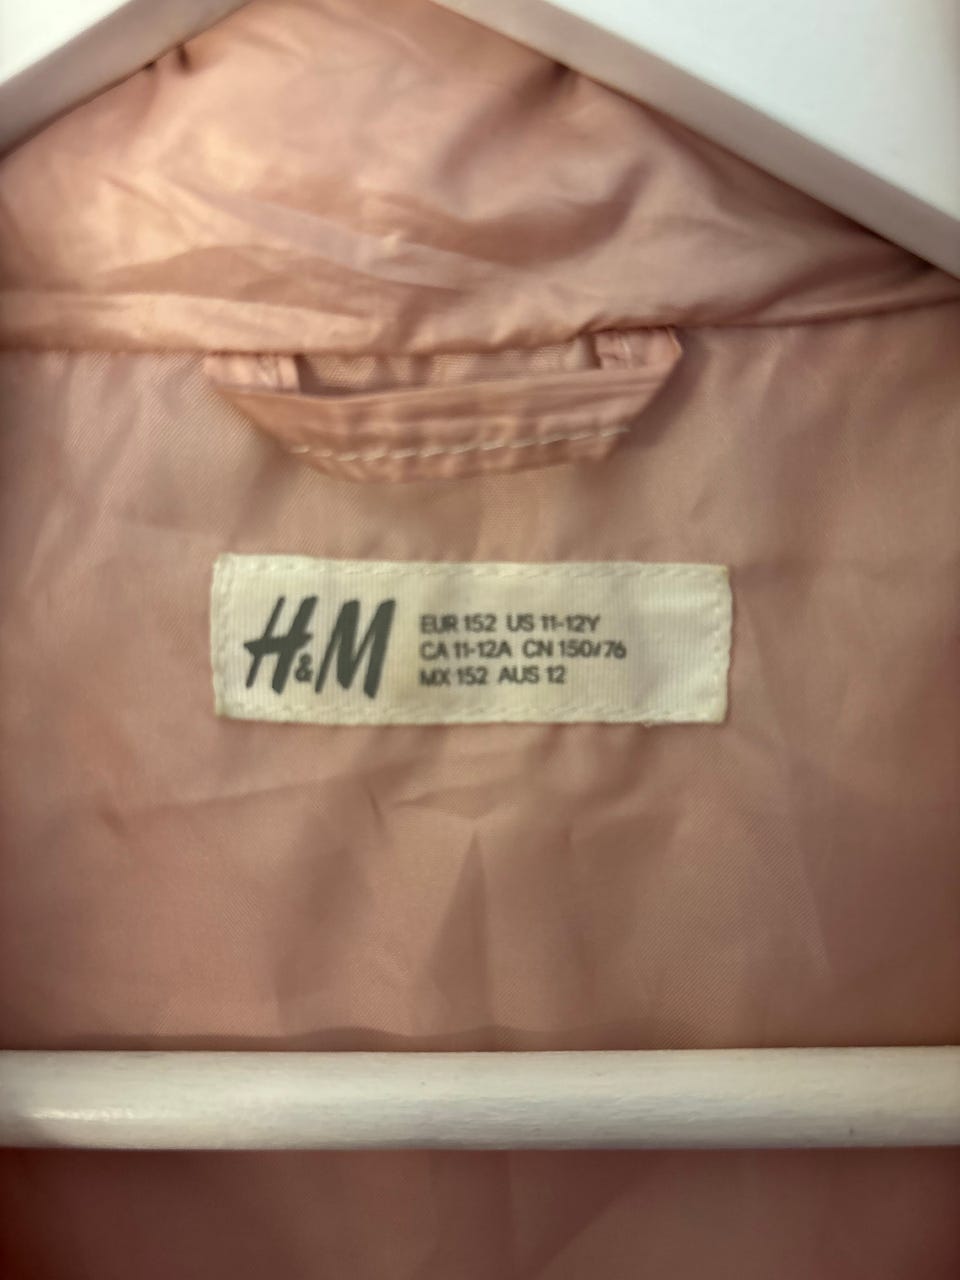 H&M
EUR 152 US 11-12Y
CA 11-12A CN 150/76
MX 152 AUS 12